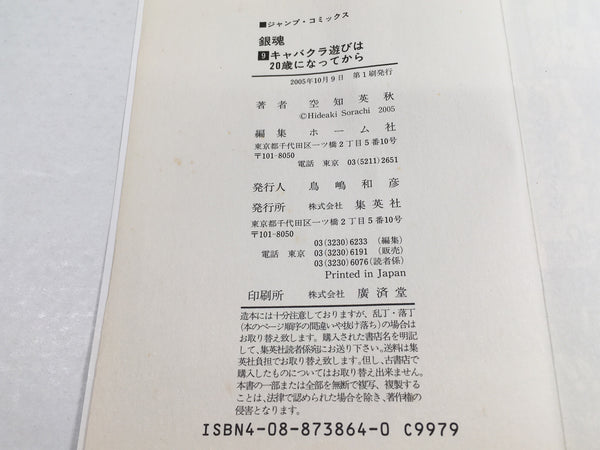 ■ジャンプ・コミックス
銀魂
9 キャバクラ遊びは
20歳になってから
2005年10月9日 第1刷発行
著者 空知英秋
©Hideaki Sorachi 2005
編集 ホーム社
東京都千代田区一ツ橋2丁目5番10号
〒101-8050
電話 東京 03(5211)2651
発行人 鳥嶋和彦
発行所 株式会社 集英社
東京都千代田区一ツ橋2丁目5番10号
〒101-8050
03(3230)6233 (編集)
電話 東京 03(3230)6191 (販売)
03(3230)6076(読者係)
Printed in Japan
印刷所 株式会社 廣済堂
造本には十分注意しておりますが、乱丁・落丁
(本のページ順序の間違いや抜け落ち)の場合は
お取り替え致します。購入された書店名を明記
して、集英社読者係宛にお送り下さい。送料は集
英社負担でお取り替え致します。但し、古書店で
購入したものについてはお取り替え出来ません。
本書の一部または全部を無断で複写、複製する
ことは、法律で認められた場合を除き、著作権の
侵害となります。
ISBN4-08-873864-0 C9979